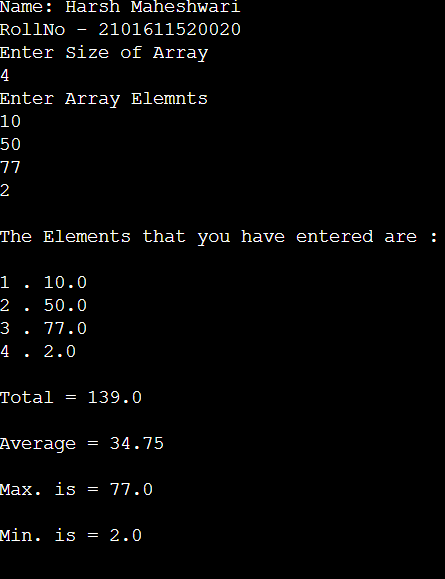 Name: Harsh Maheshwari
RollNo - 2101611520020
Enter Size of Array
4
Enter Array Elemnts
10
50
77
2
The Elements that you have entered are :
1 . 10.0
2 . 50.0
3 . 77.0
4 . 2.0
Total = 139.0
Average = 34.75
Max. is = 77.0
Min. is = 2.0